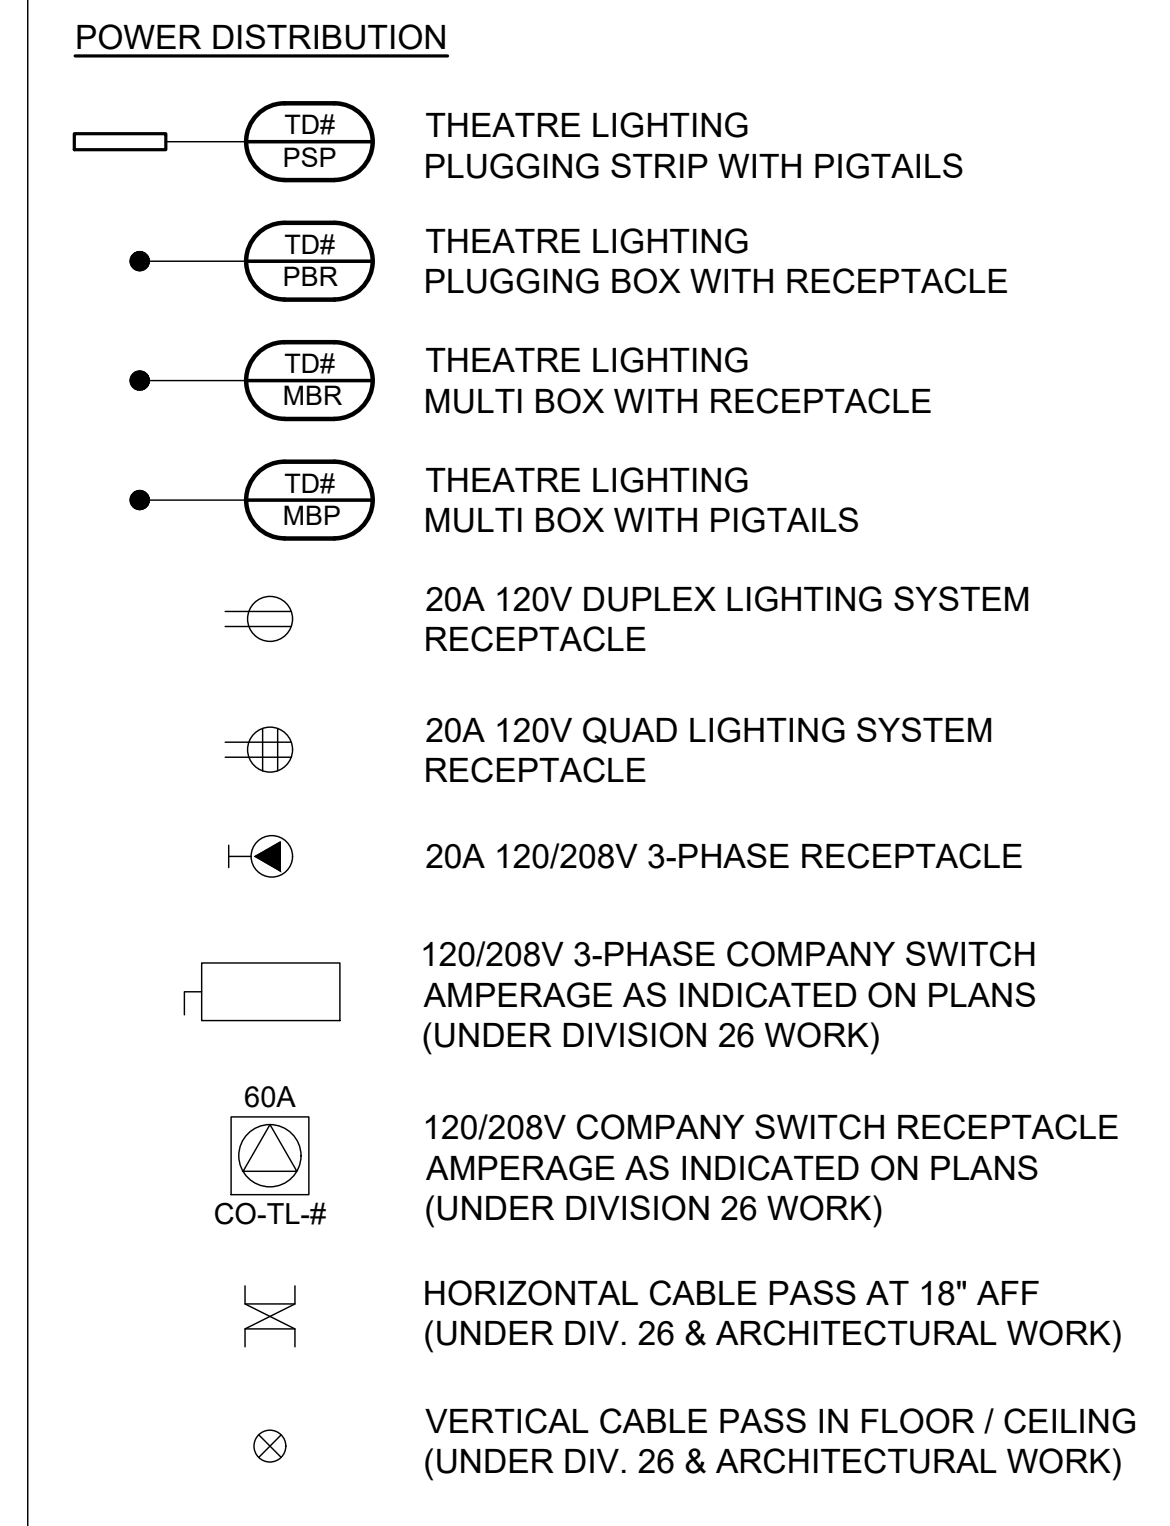 POWER DISTRIBUTION
TD#
PSP
THEATRE LIGHTING
PLUGGING STRIP WITH PIGTAILS
TD#
PBR
THEATRE LIGHTING
PLUGGING BOX WITH RECEPTACLE
TD#
MBR
THEATRE LIGHTING
MULTI BOX WITH RECEPTACLE
TD#
MBP
THEATRE LIGHTING
MULTI BOX WITH PIGTAILS
20A 120V DUPLEX LIGHTING SYSTEM
RECEPTACLE
20A 120V QUAD LIGHTING SYSTEM
RECEPTACLE
20A 120/208V 3-PHASE RECEPTACLE
120/208V 3-PHASE COMPANY SWITCH
AMPERAGE AS INDICATED ON PLANS
(UNDER DIVISION 26 WORK)
60A
CO-TL-#
120/208V COMPANY SWITCH RECEPTACLE
AMPERAGE AS INDICATED ON PLANS
(UNDER DIVISION 26 WORK)
HORIZONTAL CABLE PASS AT 18" AFF
(UNDER DIV. 26 & ARCHITECTURAL WORK)
VERTICAL CABLE PASS IN FLOOR / CEILING
(UNDER DIV. 26 & ARCHITECTURAL WORK)